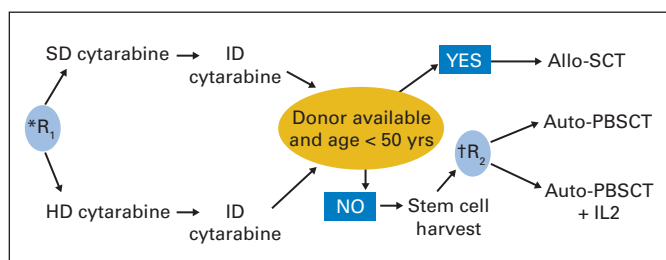 SD cytarabine
ID
cytarabine
YES
Allo-SCT
*R1
Donor available
and age < 50 yrs
†R2
Auto-PBSCT
HD cytarabine
ID
cytarabine
NO
Stem cell
harvest
Auto-PBSCT
+ IL2